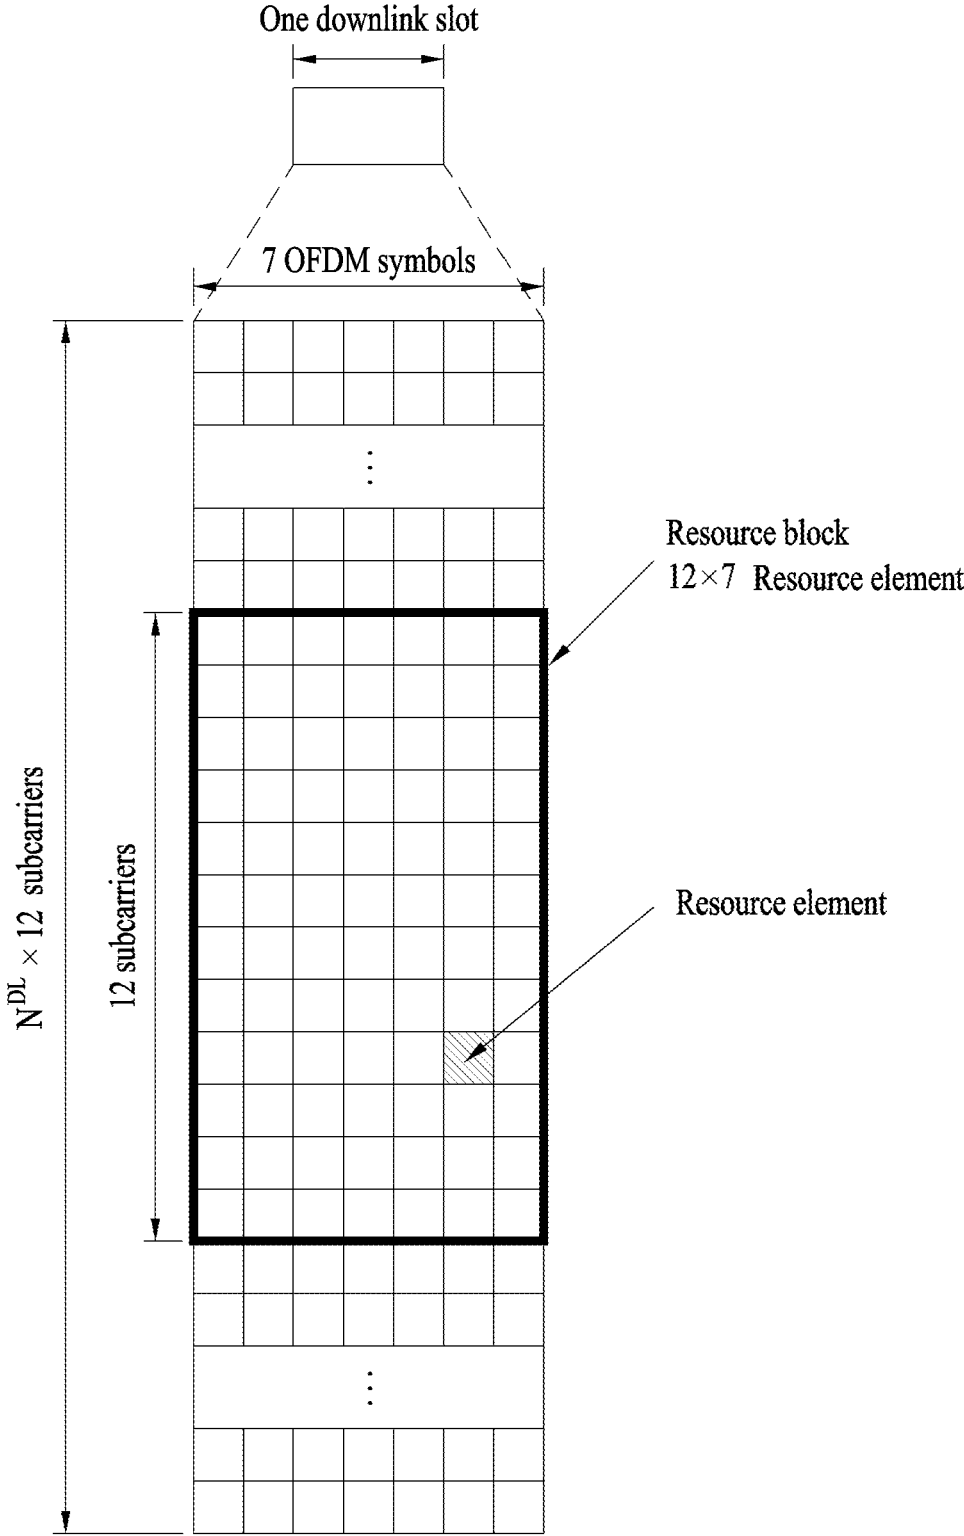 One downlink slot
7 OFDM symbols
Resource block
12×7 Resource element
Resource element
12 subcarriers
N^DL × 12 subcarriers